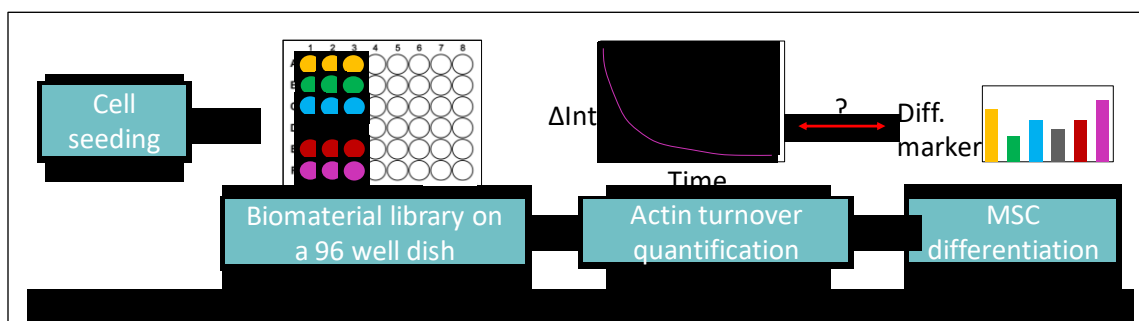 1 2 3 4 5 6 7 8
Cell
seeding
ΔInt
Time
?
Diff.
marker
Biomaterial library on
a 96 well dish
Actin turnover
quantification
MSC
differentiation